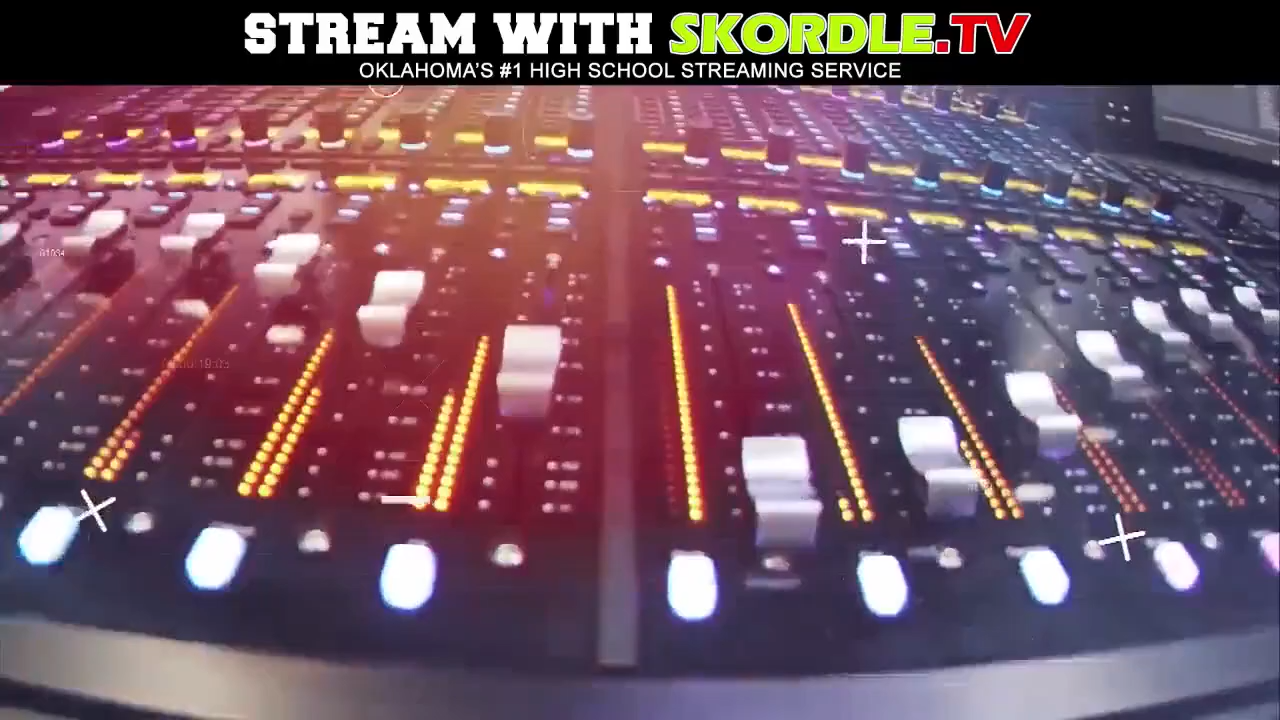 STREAM WITH SKORDLE.TV
OKLAHOMA'S #1 HIGH SCHOOL STREAMING SERVICE